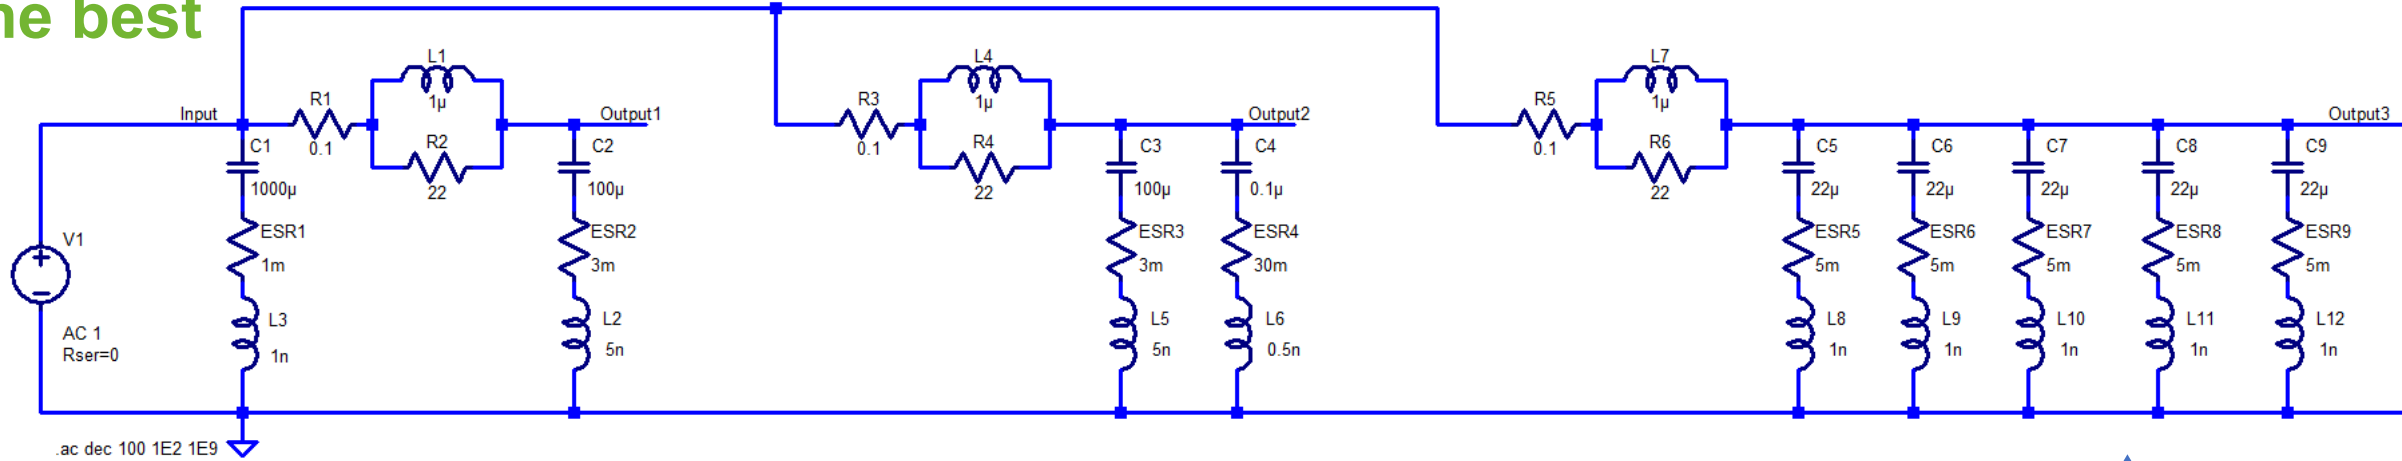 he best
L1
L4
L7
1µ
1µ
1µ
Input
R1
Output1
R3
Output2
R5
Output3
0.1
0.1
0.1
C1
R2
C2
R4
C3
C4
R6
C5
C6
C7
C8
C9
1000µ
22
100µ
22
100µ
0.1µ
22
22µ
22µ
22µ
22µ
22µ
V1
ESR1
ESR2
ESR3
ESR4
ESR5
ESR6
ESR7
ESR8
ESR9
1m
3m
3m
30m
5m
5m
5m
5m
5m
L3
L2
L5
L6
L8
L9
L10
L11
L12
AC 1
Rser=0
1n
5n
5n
0.5n
1n
1n
1n
1n
1n
.ac dec 100 1E2 1E9